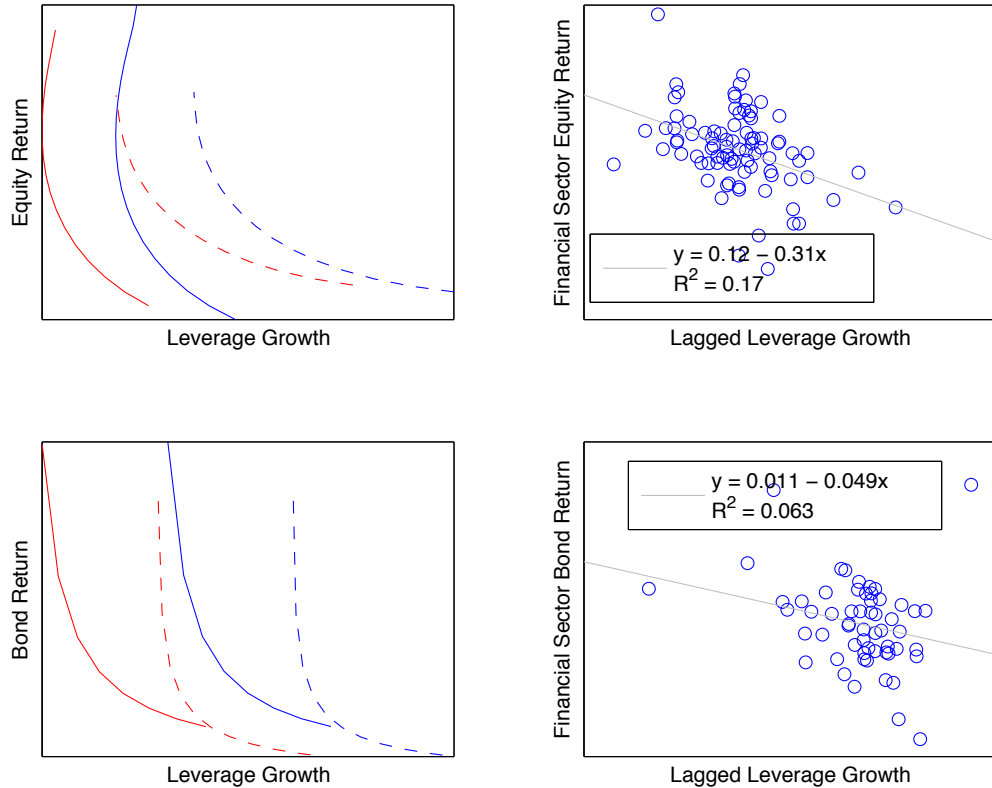 Equity Return
Leverage Growth
Financial Sector Equity Return
y = 0.12 − 0.31x
R² = 0.17
Lagged Leverage Growth
Bond Return
Leverage Growth
Financial Sector Bond Return
y = 0.011 − 0.049x
R² = 0.063
Lagged Leverage Growth